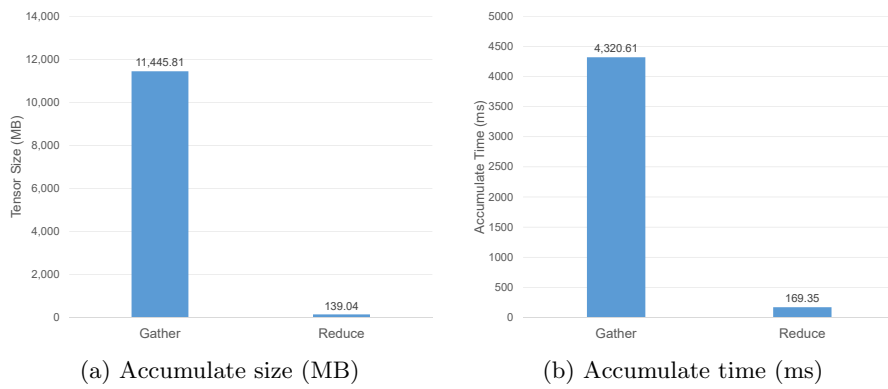 Tensor Size (MB)
14,000
12,000
10,000
8,000
6,000
4,000
2,000
0
11,445.81
139.04
Gather
Reduce
(a) Accumulate size (MB)
Accumulate Time (ms)
5000
4500
4000
3500
3000
2500
2000
1500
1000
500
0
4,320.61
169.35
Gather
Reduce
(b) Accumulate time (ms)